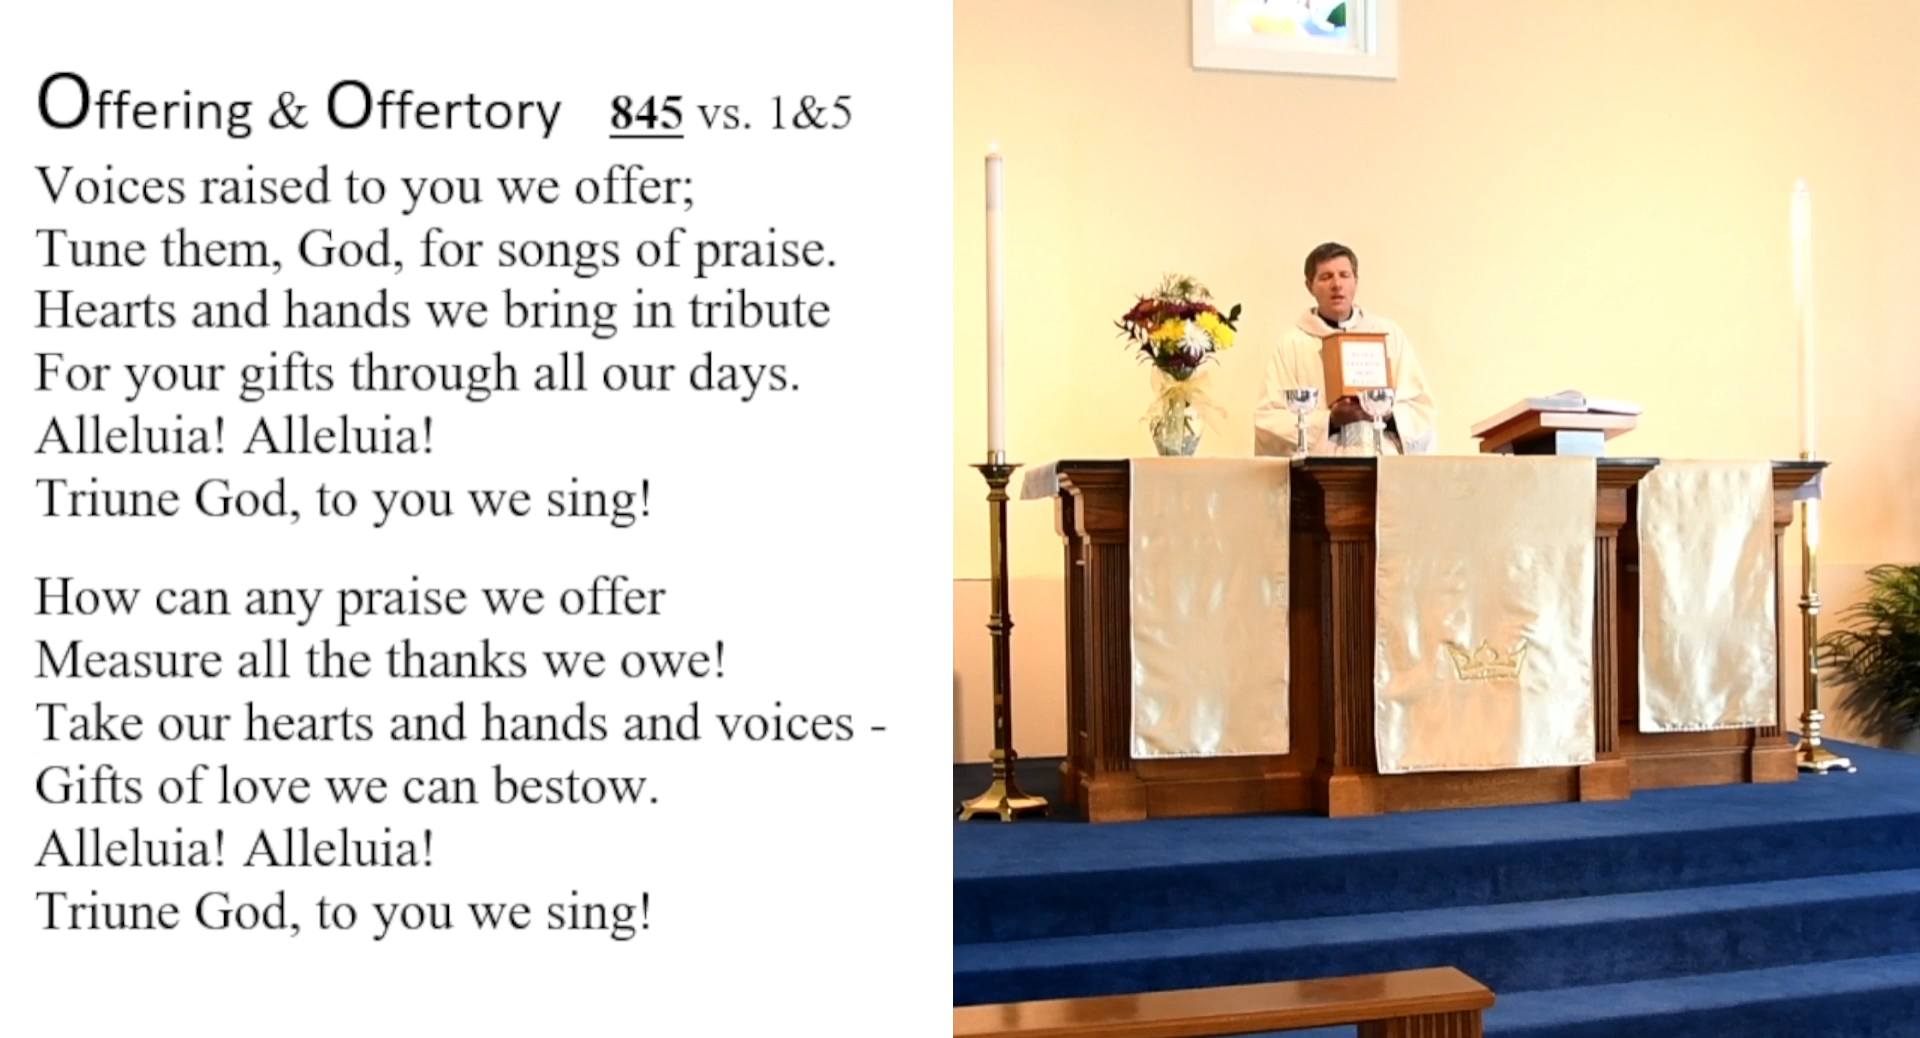 Offering & Offertory 845 vs. 1&5
Voices raised to you we offer;
Tune them, God, for songs of praise.
Hearts and hands we bring in tribute
For your gifts through all our days.
Alleluia! Alleluia!
Triune God, to you we sing!
How can any praise we offer
Measure all the thanks we owe!
Take our hearts and hands and voices -
Gifts of love we can bestow.
Alleluia! Alleluia!
Triune God, to you we sing!